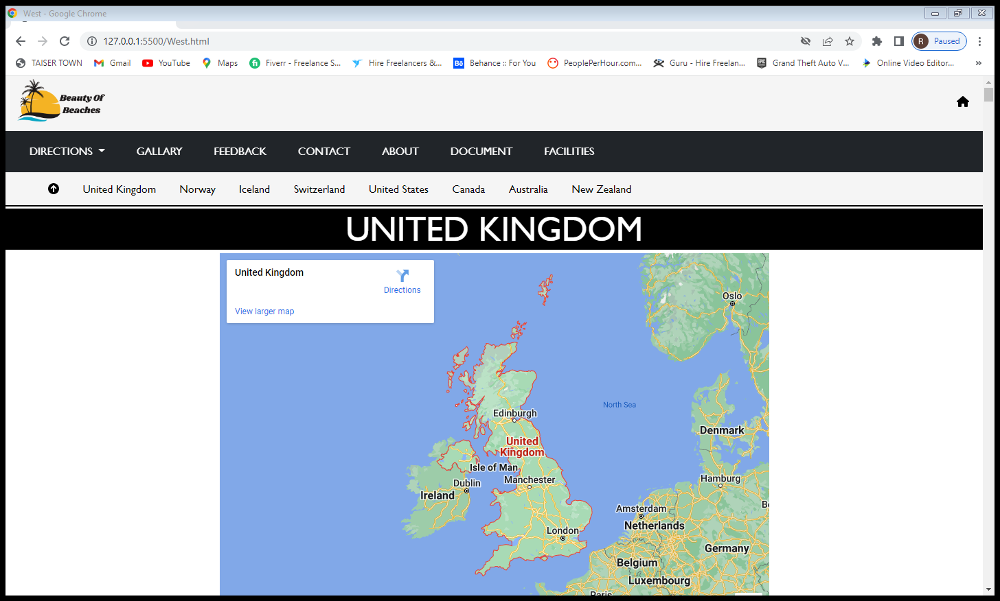 West - Google Chrome
127.0.0.1:5500/West.html
R Paused
TAISER TOWN Gmail YouTube Maps Fiverr - Freelance S... Hire Freelancers &... Behance :: For You PeoplePerHour.com... Guru - Hire Freelan... Grand Theft Auto V... Online Video Editor... »
Beauty Of
Beaches
DIRECTIONS GALLARY FEEDBACK CONTACT ABOUT DOCUMENT FACILITIES
United Kingdom Norway Iceland Switzerland United States Canada Australia New Zealand
UNITED KINGDOM
United Kingdom
Directions
View larger map
Oslo
North Sea
Edinburgh
Denmark
United
Kingdom
Isle of Man
Hamburg
Manchester
Dublin
Ireland
Amsterdam
Netherlands
London
Germany
Belgium
Luxembourg
Paris